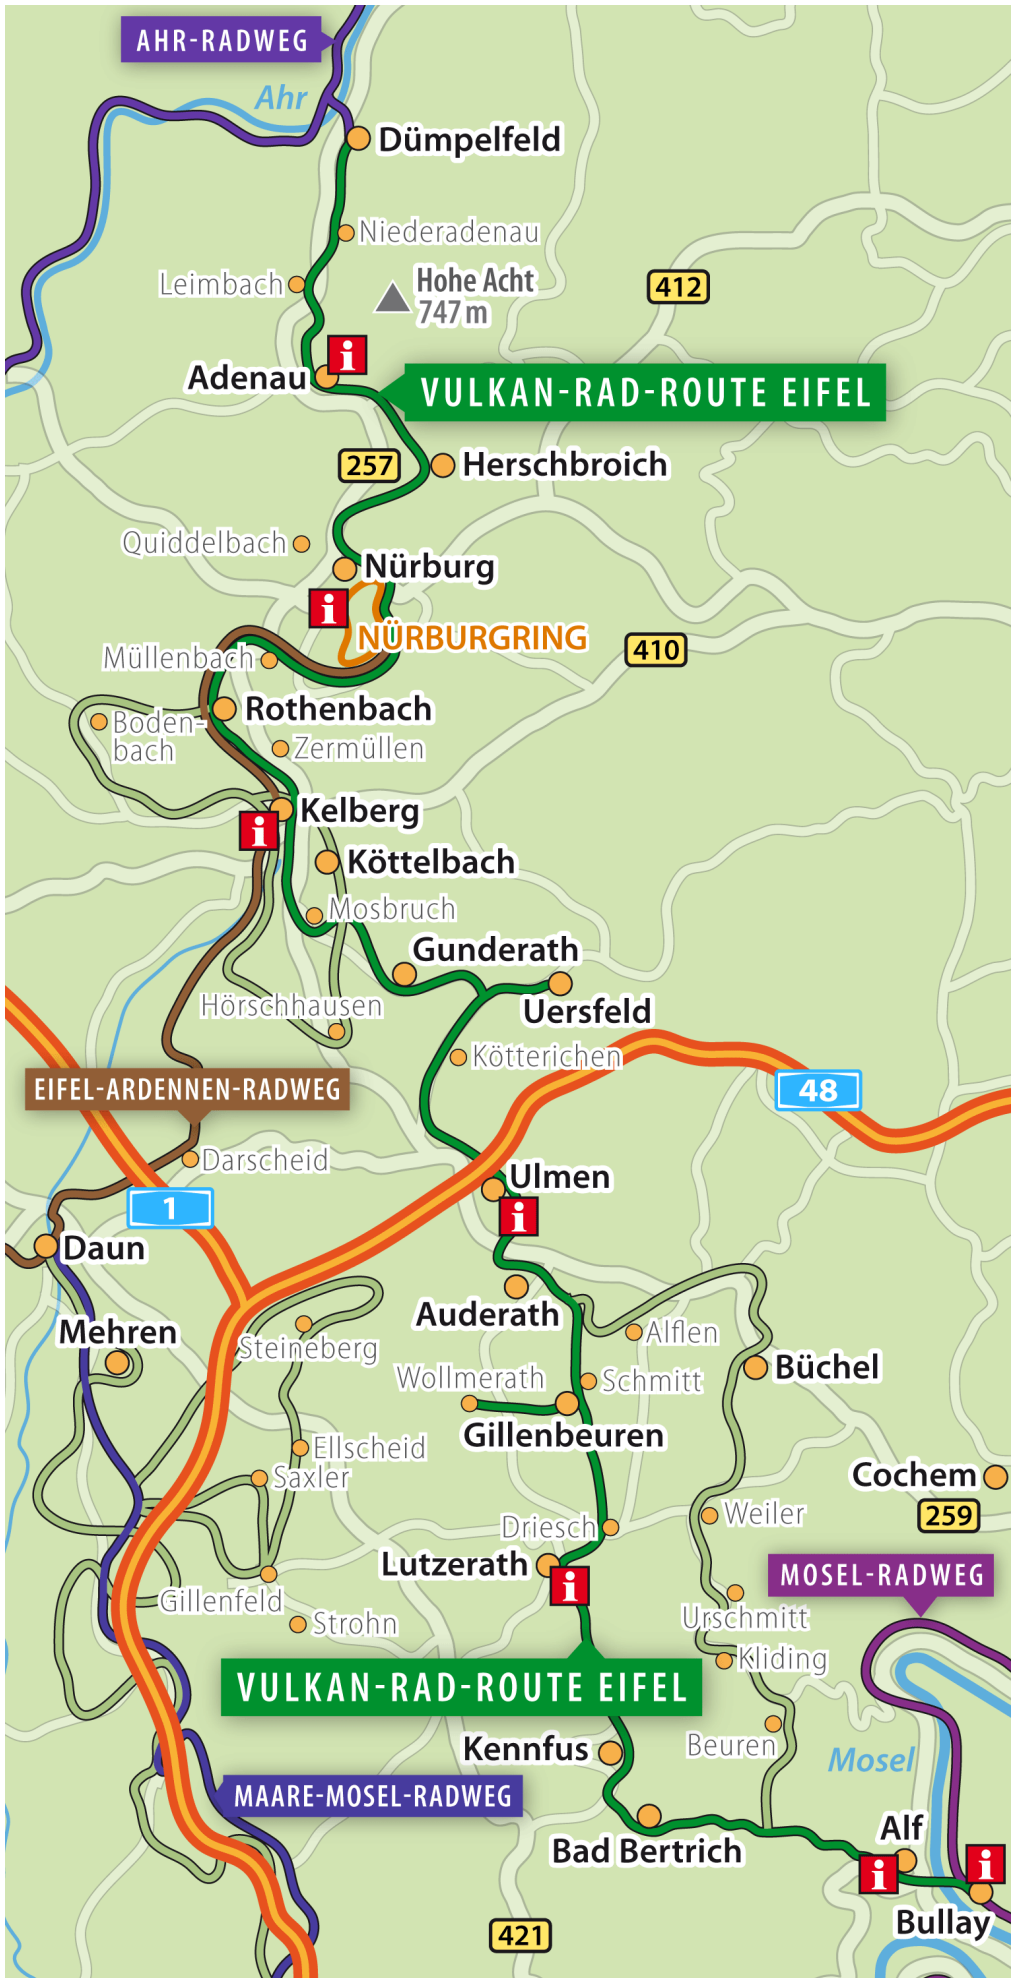 AHR-RADWEG
Ahr
Dümpelfeld
Niederadenau
Leimbach
Hohe Acht
747 m
412
Adenau
VULKAN-RAD-ROUTE EIFEL
257
Herschbroich
Quiddelbach
Nürburg
NÜRBURGRING
410
Müllenbach
Rothenbach
Boden-
bach
Zermüllen
Kelberg
Köttelbach
Mosbruch
Gunderath
Hörschhausen
Uersfeld
Kötterichen
EIFEL-ARDENNEN-RADWEG
48
Darscheid
Ulmen
1
Daun
Auderath
Mehren
Steineberg
Alflen
Wollmerath
Schmitt
Büchel
Gillenbeuren
Ellscheid
Saxler
Cochem
259
Weiler
Driesch
Lutzerath
MOSEL-RADWEG
Gillenfeld
Urschmitt
Strohn
Kliding
VULKAN-RAD-ROUTE EIFEL
Kennfus
Beuren
Mosel
MAARE-MOSEL-RADWEG
Alf
Bad Bertrich
Bullay
421